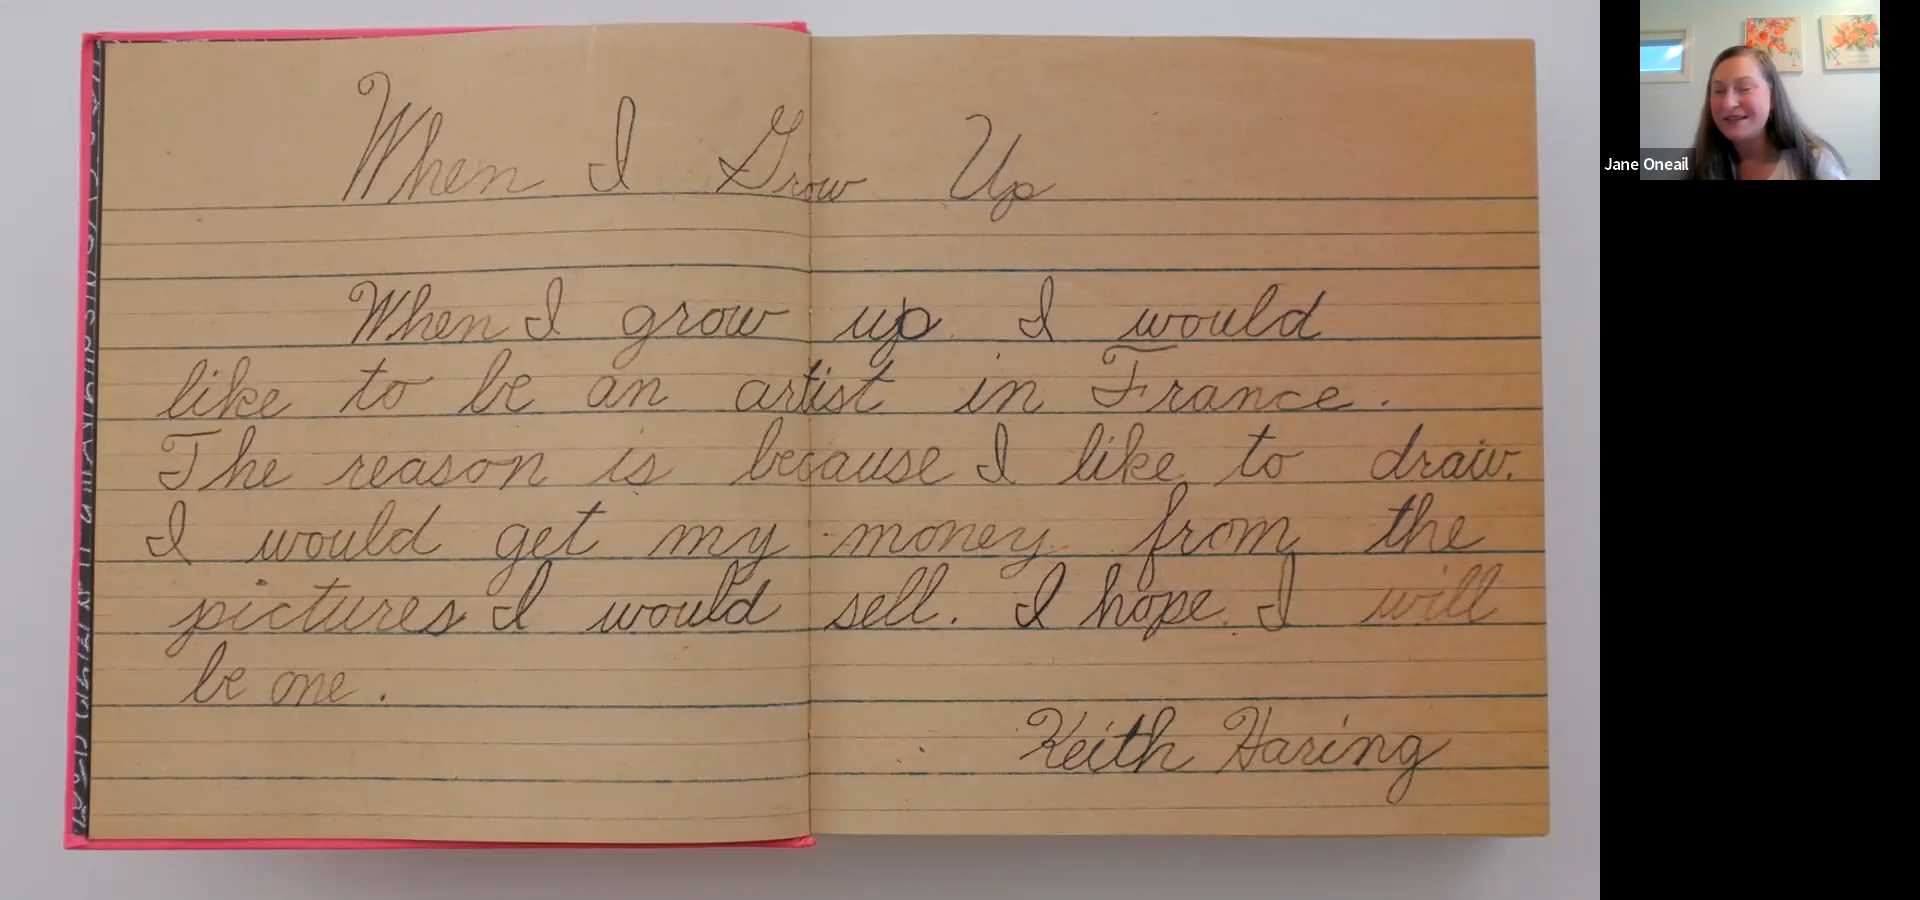 When I Grow Up
When I grow up I would
like to be an artist in France.
The reason is because I like to draw.
I would get my money from the
pictures I would sell. I hope I will
be one.
Keith Haring
Jane Oneail